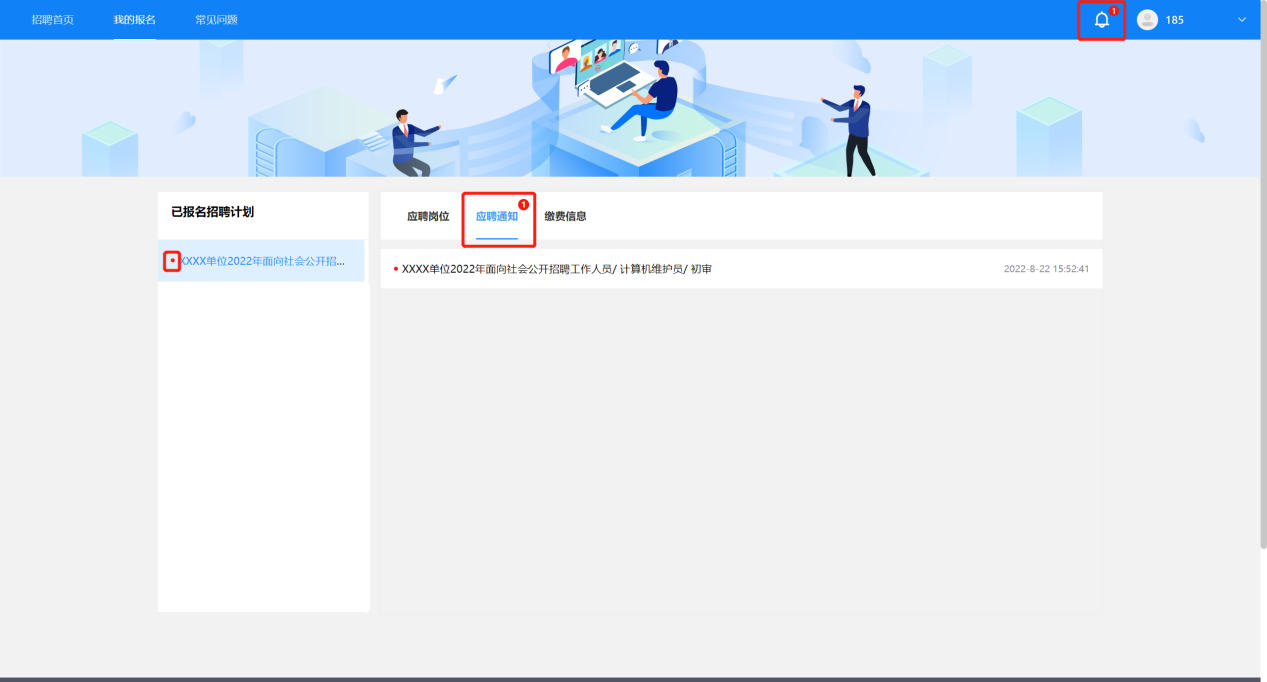 招聘首页 我的报名 常见问题 1 185
已报名招聘计划
应聘岗位 应聘通知 1 缴费信息
XXXX单位2022年面向社会公开招...
XXXX单位2022年面向社会公开招聘工作人员/ 计算机维护员/ 初审 2022-8-22 15:52:41